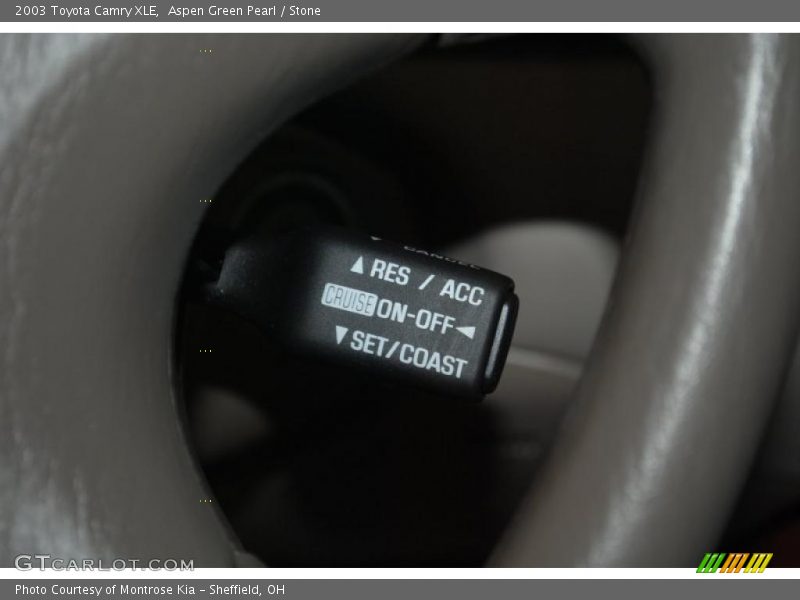 2003 Toyota Camry XLE,  Aspen Green Pearl / Stone
CANCEL
▲ RES / ACC
CRUISE ON-OFF ◄
▼ SET/COAST
GTCARLOT.COM
Photo Courtesy of Montrose Kia – Sheffield, OH